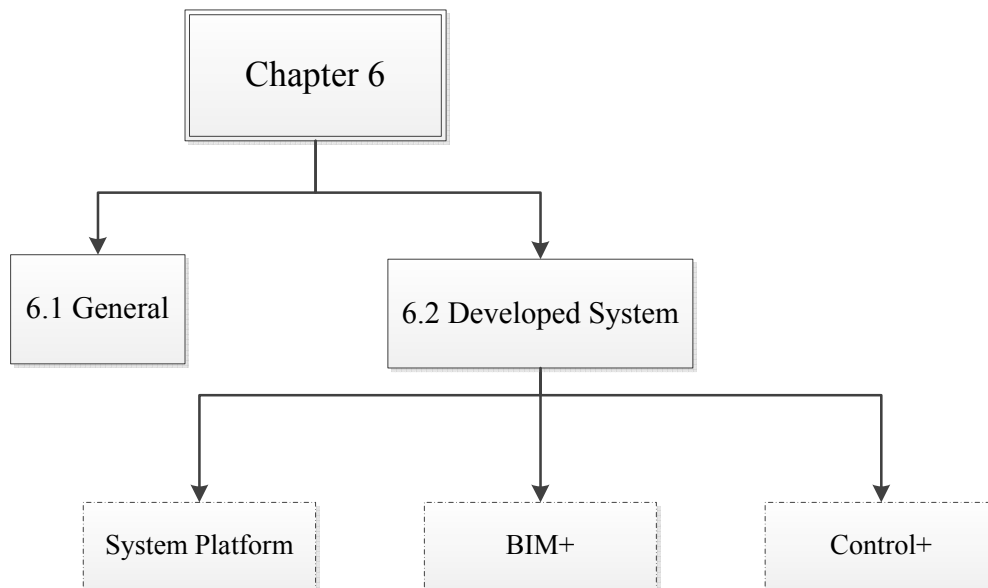 Chapter 6
6.1 General
6.2 Developed System
System Platform
BIM+
Control+